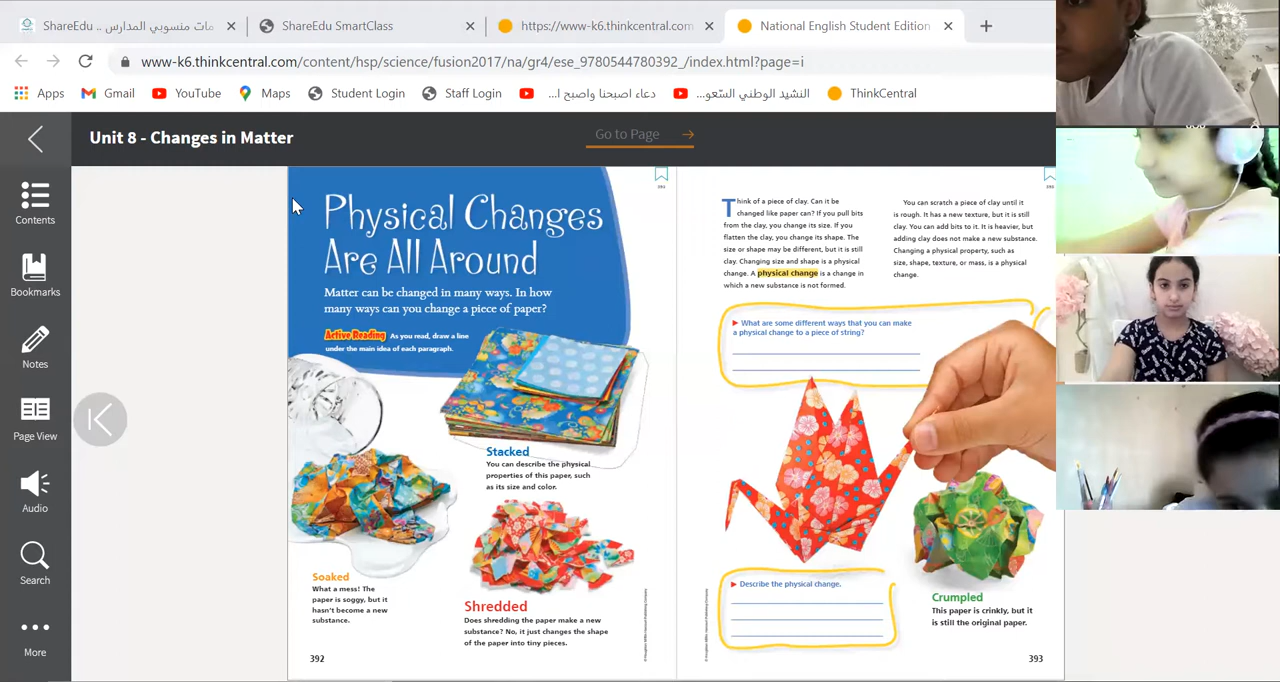 ShareEdu .. مات منسوبي المدارس
ShareEdu SmartClass
https://www-k6.thinkcentral.com
National English Student Edition
www-k6.thinkcentral.com/content/hsp/science/fusion2017/na/gr4/ese_9780544780392_/index.html?page=i
Apps
Gmail
YouTube
Maps
Student Login
Staff Login
دعاء اصبحنا واصبح ا...
النشيد الوطني السّعو...
ThinkCentral
Unit 8 - Changes in Matter
Go to Page
Contents
Bookmarks
Notes
Page View
Audio
Search
More
Physical Changes
Are All Around
Matter can be changed in many ways. In how
many ways can you change a piece of paper?
Active Reading As you read, draw a line
under the main idea of each paragraph.
Stacked
You can describe the physical
properties of this paper, such
as its size and color.
Soaked
What a mess! The
paper is soggy, but it
hasn't become a new
substance.
Shredded
Does shredding the paper make a new
substance? No, it just changes the shape
of the paper into tiny pieces.
392
Think of a piece of clay. Can it be
changed like paper can? If you pull bits
from the clay, you change its size. If you
flatten the clay, you change its shape. The
size or shape may be different, but it is still
clay. Changing size and shape is a physical
change. A physical change is a change in
which a new substance is not formed.
You can scratch a piece of clay until it
is rough. It has a new texture, but it is still
clay. You can add bits to it. It is heavier, but
adding clay does not make a new substance.
Changing a physical property, such as
size, shape, texture, or mass, is a physical
change.
What are some different ways that you can make
a physical change to a piece of string?
Describe the physical change.
Crumpled
This paper is crinkly, but it
is still the original paper.
393